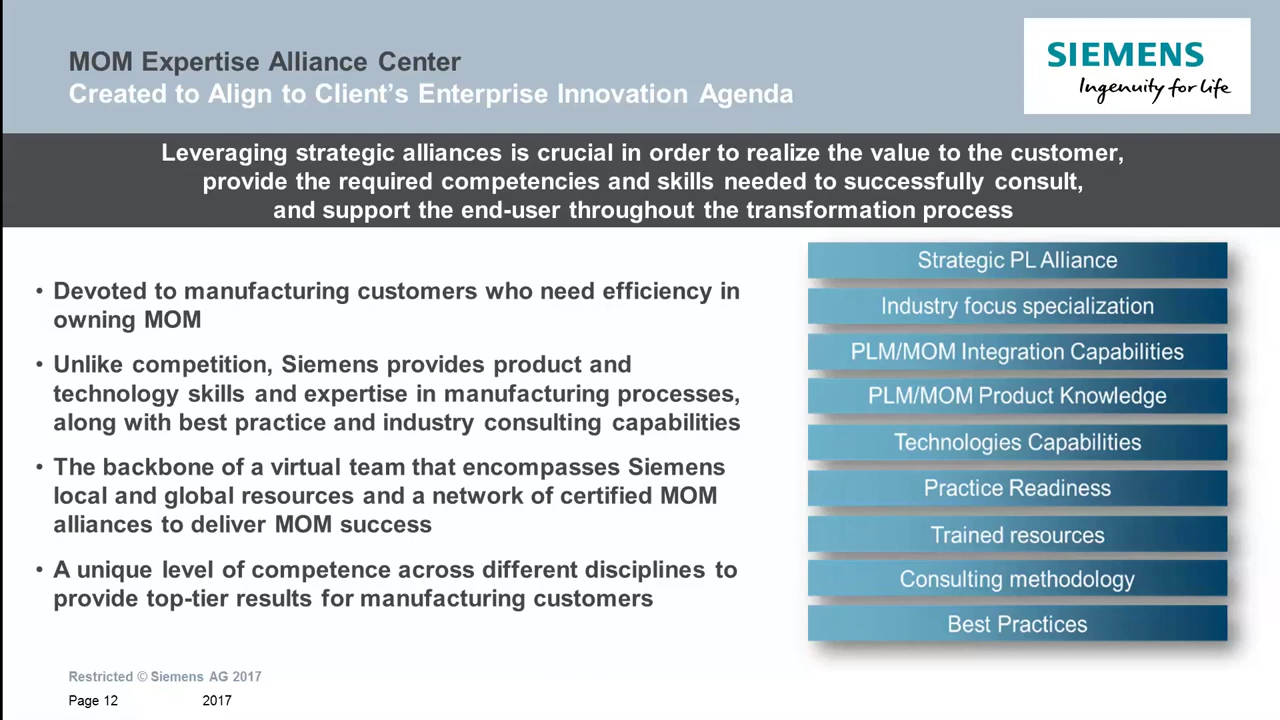 MOM Expertise Alliance Center
Created to Align to Client’s Enterprise Innovation Agenda
SIEMENS
Ingenuity for life
Leveraging strategic alliances is crucial in order to realize the value to the customer,
provide the required competencies and skills needed to successfully consult,
and support the end-user throughout the transformation process
• Devoted to manufacturing customers who need efficiency in
owning MOM
• Unlike competition, Siemens provides product and
technology skills and expertise in manufacturing processes,
along with best practice and industry consulting capabilities
• The backbone of a virtual team that encompasses Siemens
local and global resources and a network of certified MOM
alliances to deliver MOM success
• A unique level of competence across different disciplines to
provide top-tier results for manufacturing customers
Strategic PL Alliance
Industry focus specialization
PLM/MOM Integration Capabilities
PLM/MOM Product Knowledge
Technologies Capabilities
Practice Readiness
Trained resources
Consulting methodology
Best Practices
Restricted © Siemens AG 2017
Page 12 2017